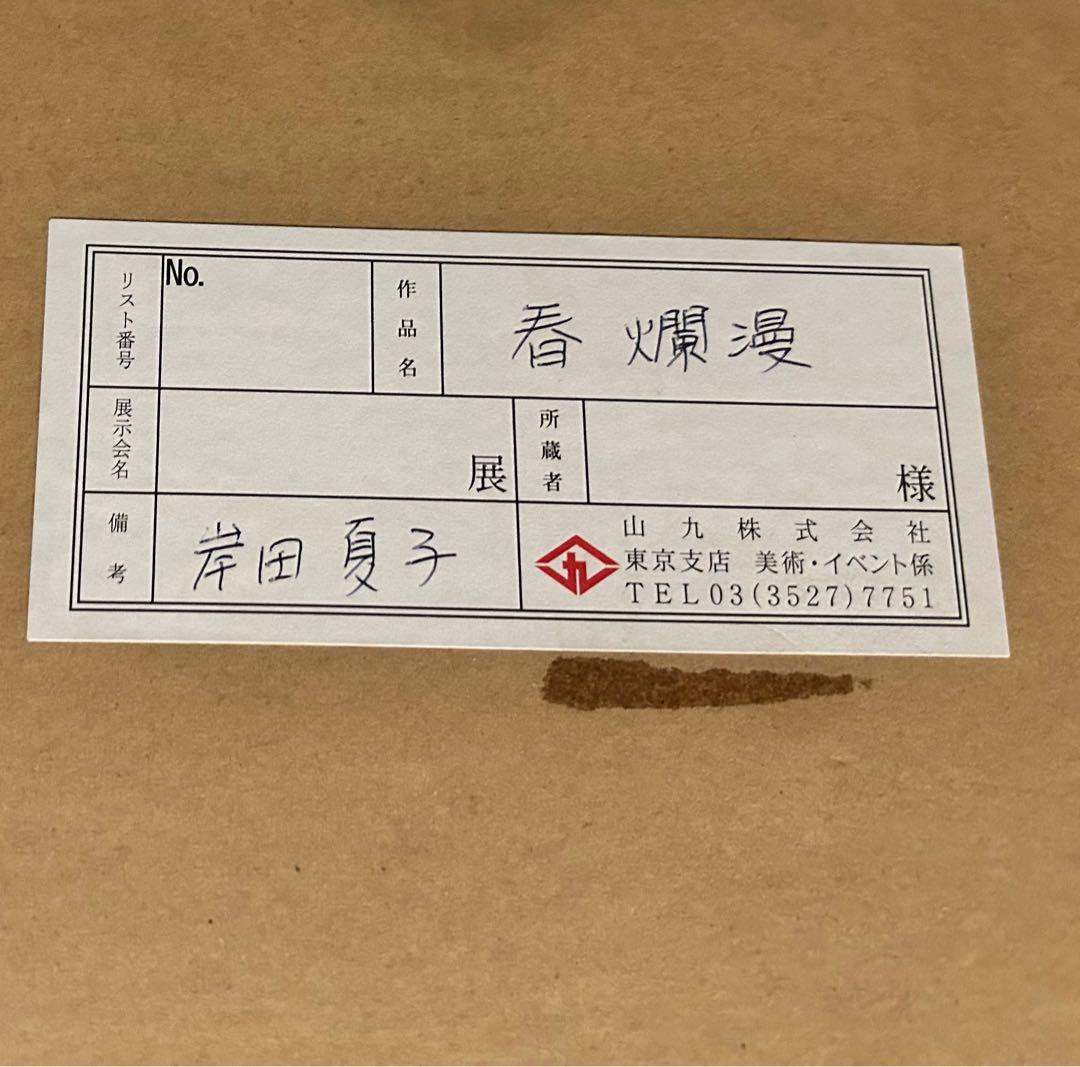 リスト番号 No. 作品名 春爛漫
展示会名 展 所蔵者 様
備考 岸田夏子
山九株式会社
東京支店 美術・イベント係
TEL03(3527)7751